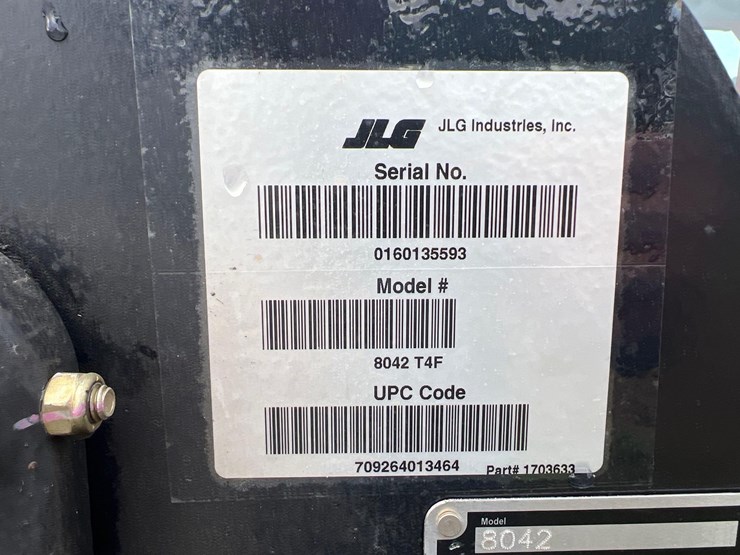 JLG JLG Industries, Inc.
Serial No.
0160135593
Model #
8042 T4F
UPC Code
709264013464
Part# 1703633
Model
8042